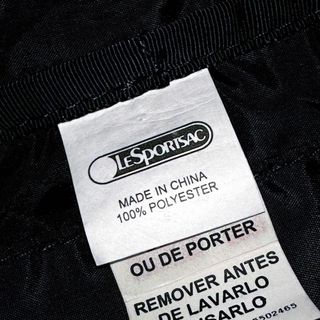 LeSportsac
MADE IN CHINA
100% POLYESTER
OU DE PORTER
REMOVER ANTES
DE LAVARLO